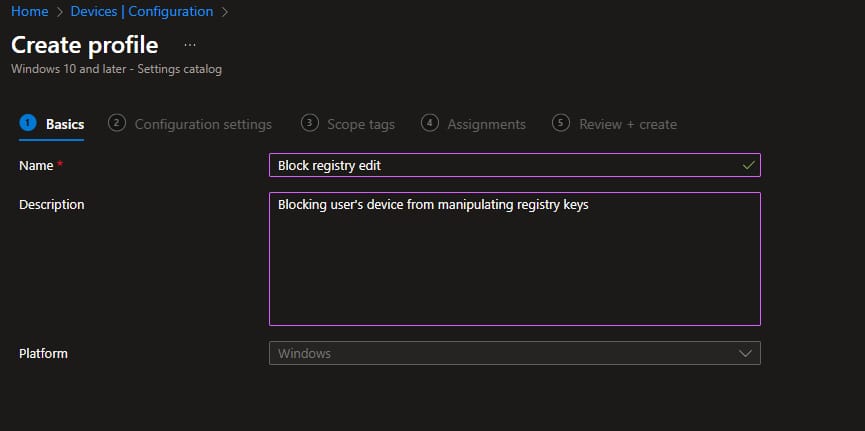 Home > Devices | Configuration >
Create profile ...
Windows 10 and later - Settings catalog
1 Basics 2 Configuration settings 3 Scope tags 4 Assignments 5 Review + create
Name * Block registry edit
Description Blocking user's device from manipulating registry keys
Platform Windows